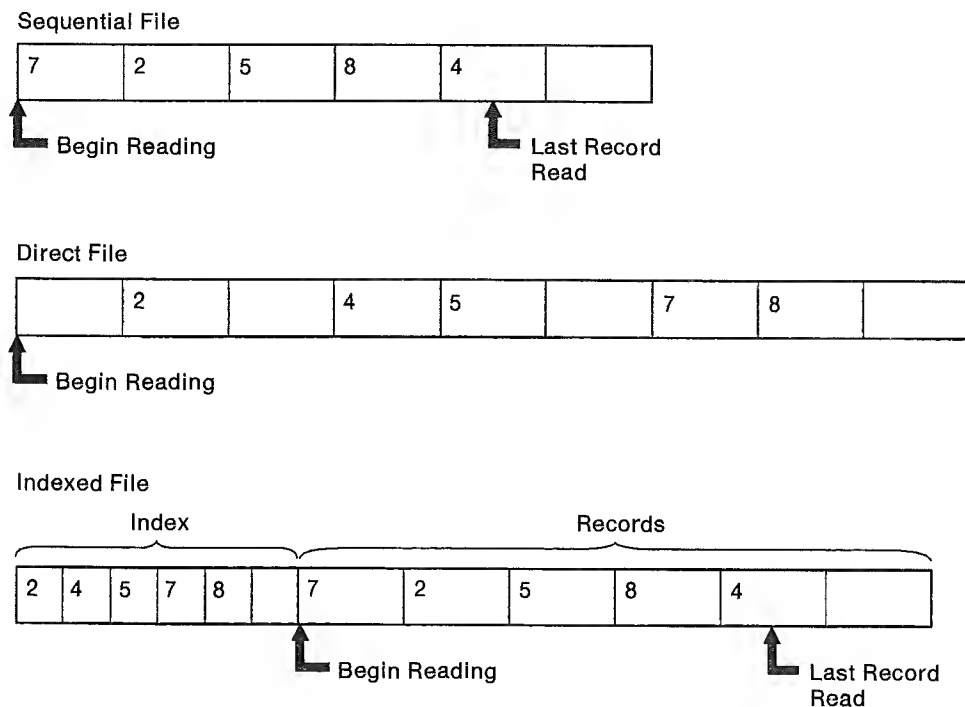 Sequential File
7 2 5 8 4
Begin Reading
Last Record
Read
Direct File
2 4 5 7 8
Begin Reading
Indexed File
Index
Records
2 4 5 7 8 7 2 5 8 4
Begin Reading
Last Record
Read